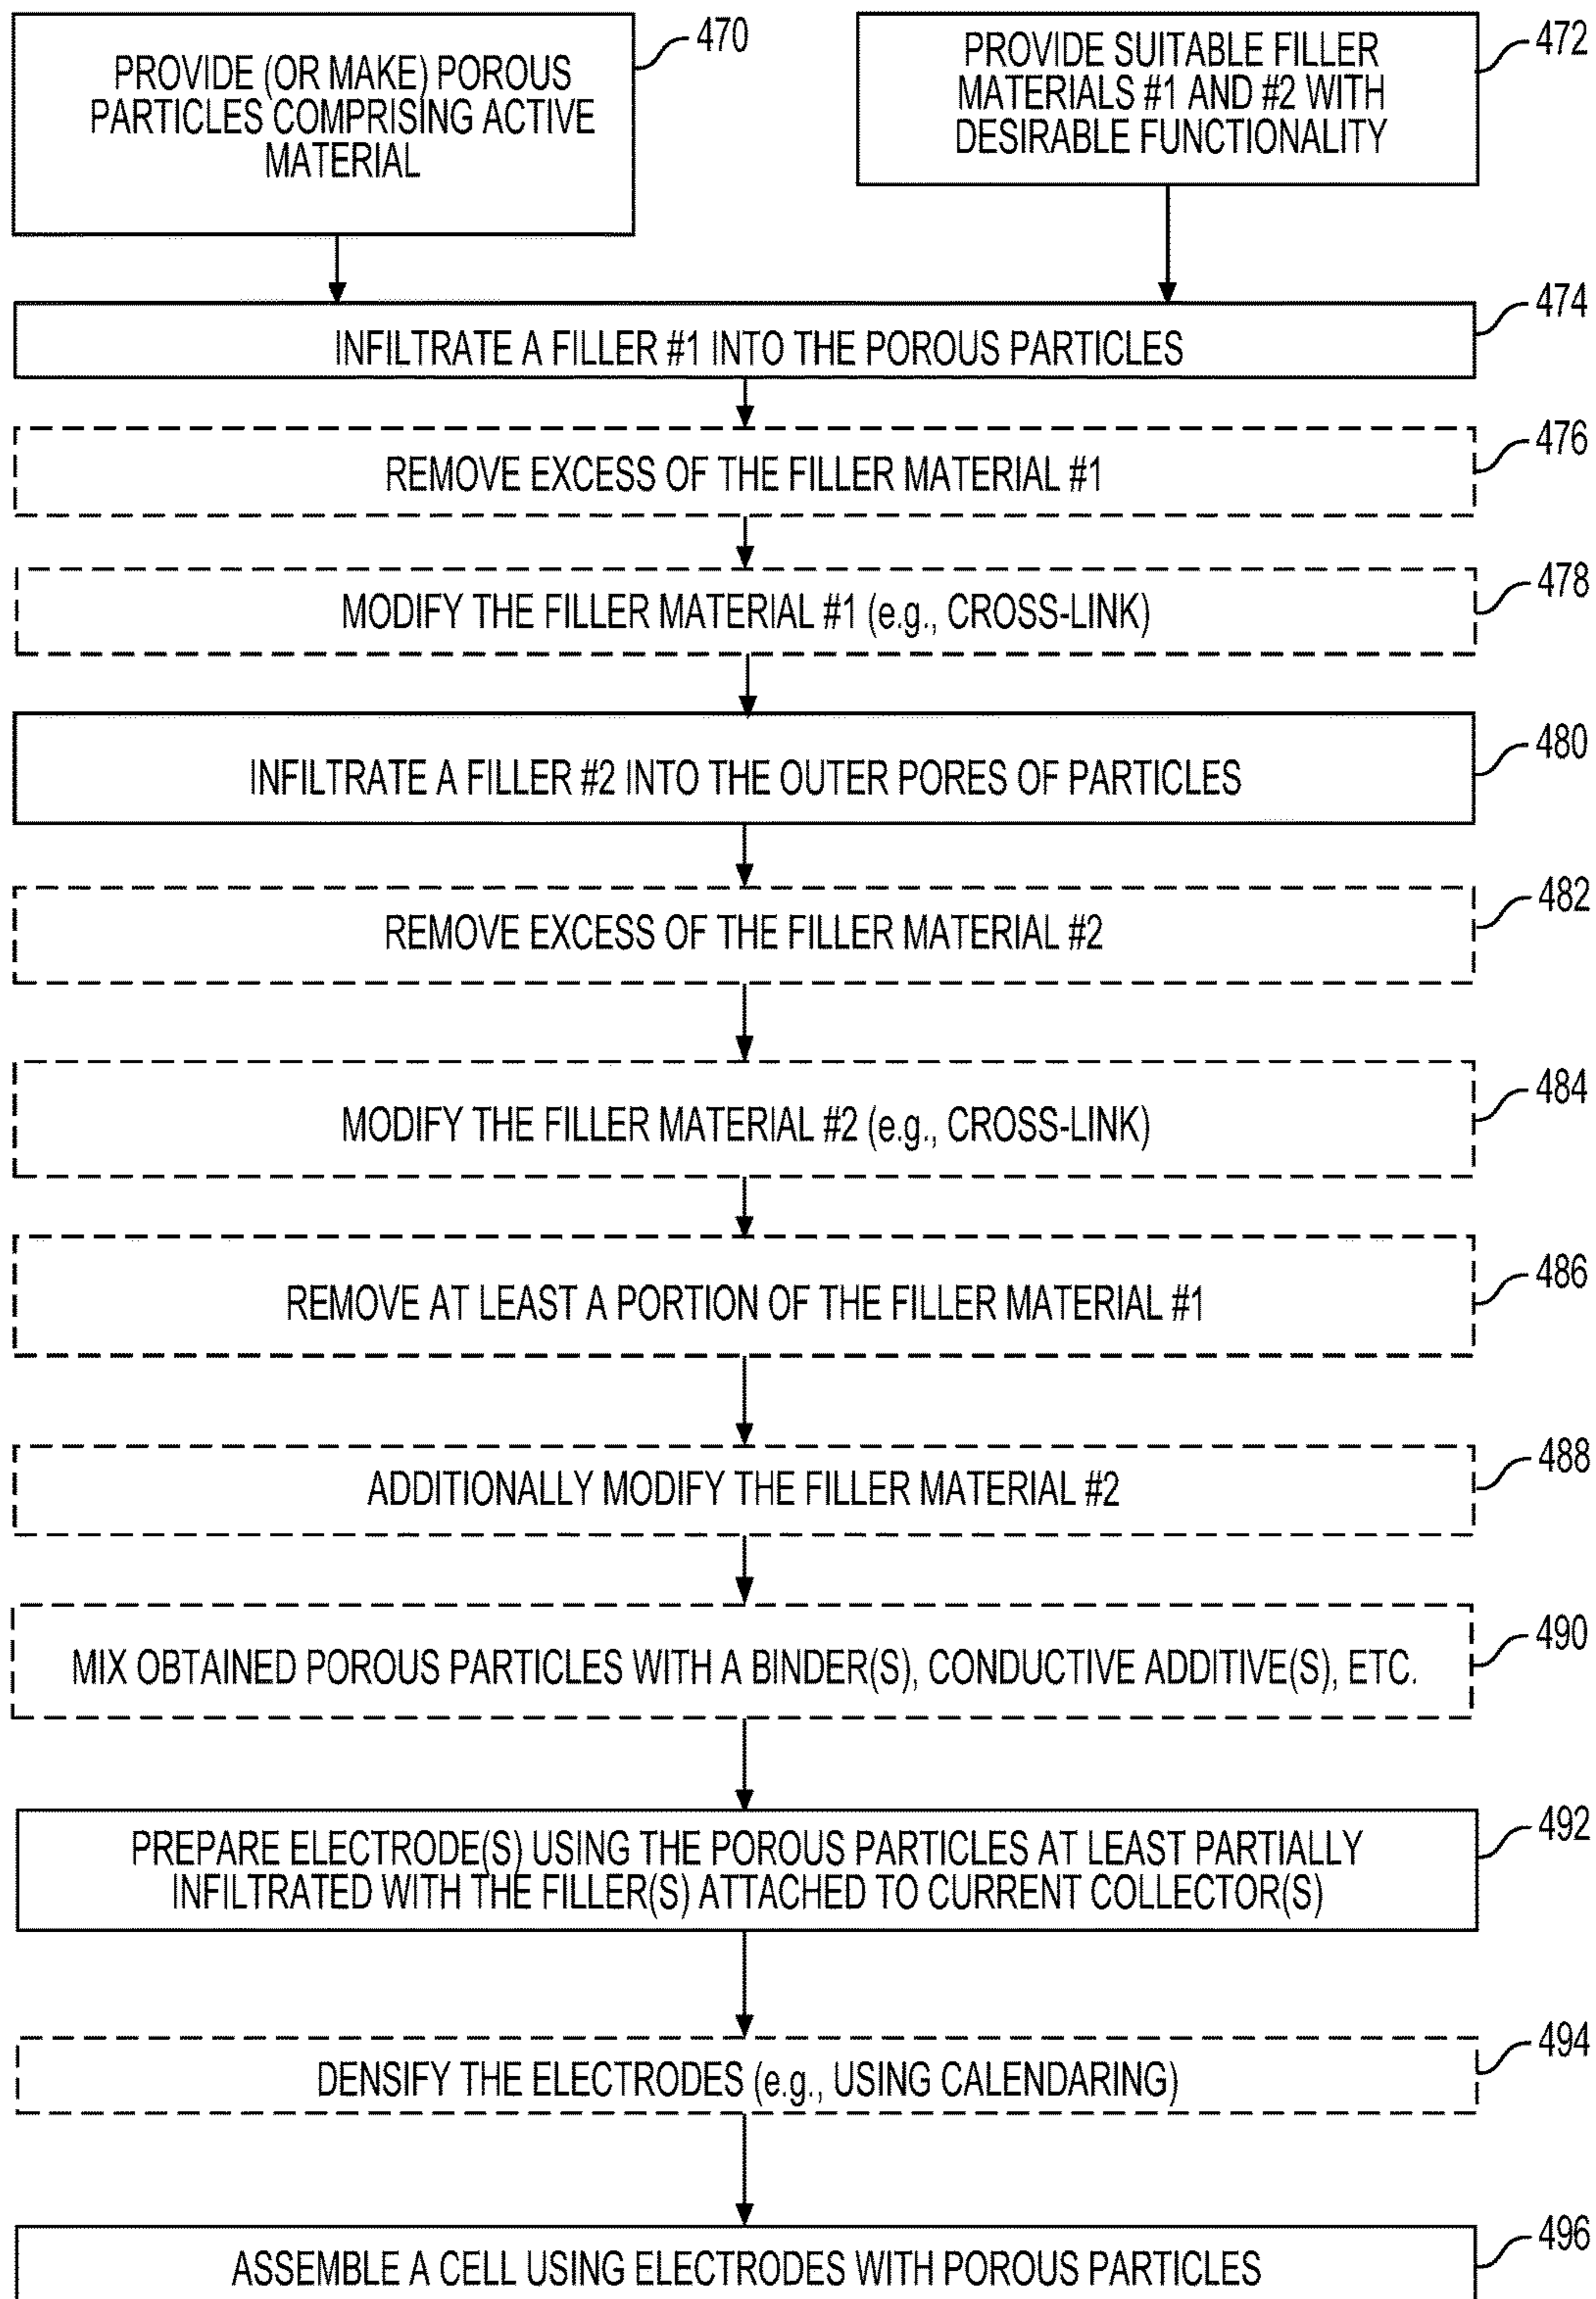 PROVIDE (OR MAKE) POROUS
PARTICLES COMPRISING ACTIVE
MATERIAL
470
PROVIDE SUITABLE FILLER
MATERIALS #1 AND #2 WITH
DESIRABLE FUNCTIONALITY
472
INFILTRATE A FILLER #1 INTO THE POROUS PARTICLES
474
REMOVE EXCESS OF THE FILLER MATERIAL #1
476
MODIFY THE FILLER MATERIAL #1 (e.g., CROSS-LINK)
478
INFILTRATE A FILLER #2 INTO THE OUTER PORES OF PARTICLES
480
REMOVE EXCESS OF THE FILLER MATERIAL #2
482
MODIFY THE FILLER MATERIAL #2 (e.g., CROSS-LINK)
484
REMOVE AT LEAST A PORTION OF THE FILLER MATERIAL #1
486
ADDITIONALLY MODIFY THE FILLER MATERIAL #2
488
MIX OBTAINED POROUS PARTICLES WITH A BINDER(S), CONDUCTIVE ADDITIVE(S), ETC.
490
PREPARE ELECTRODE(S) USING THE POROUS PARTICLES AT LEAST PARTIALLY
INFILTRATED WITH THE FILLER(S) ATTACHED TO CURRENT COLLECTOR(S)
492
DENSIFY THE ELECTRODES (e.g., USING CALENDARING)
494
ASSEMBLE A CELL USING ELECTRODES WITH POROUS PARTICLES
496